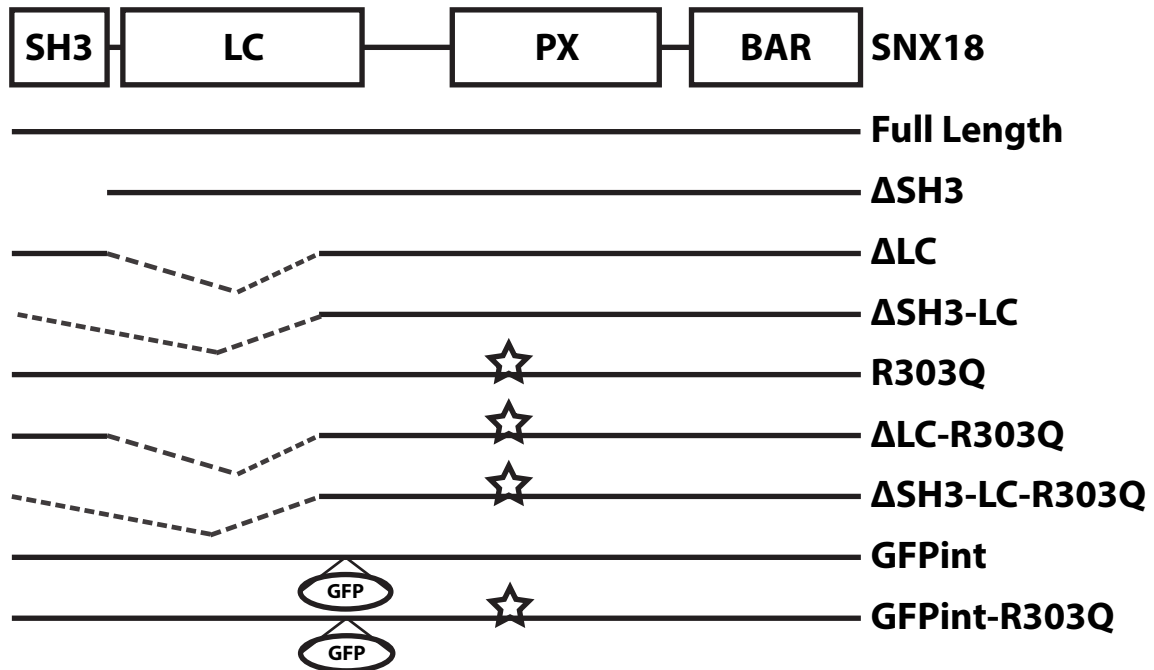 SH3 LC PX BAR SNX18
Full Length
ΔSH3
ΔLC
ΔSH3-LC
R303Q
ΔLC-R303Q
ΔSH3-LC-R303Q
GFPint
GFP
GFPint-R303Q
GFP